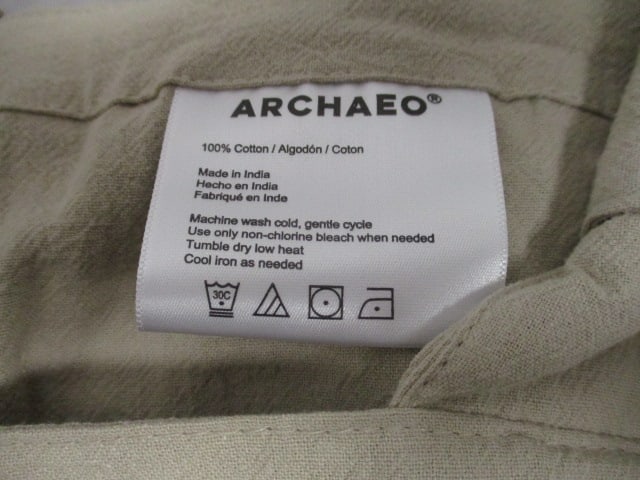 ARCHAEO®
100% Cotton / Algodón / Coton
Made in India
Hecho en India
Fabriqué en Inde
Machine wash cold, gentle cycle
Use only non-chlorine bleach when needed
Tumble dry low heat
Cool iron as needed
30C